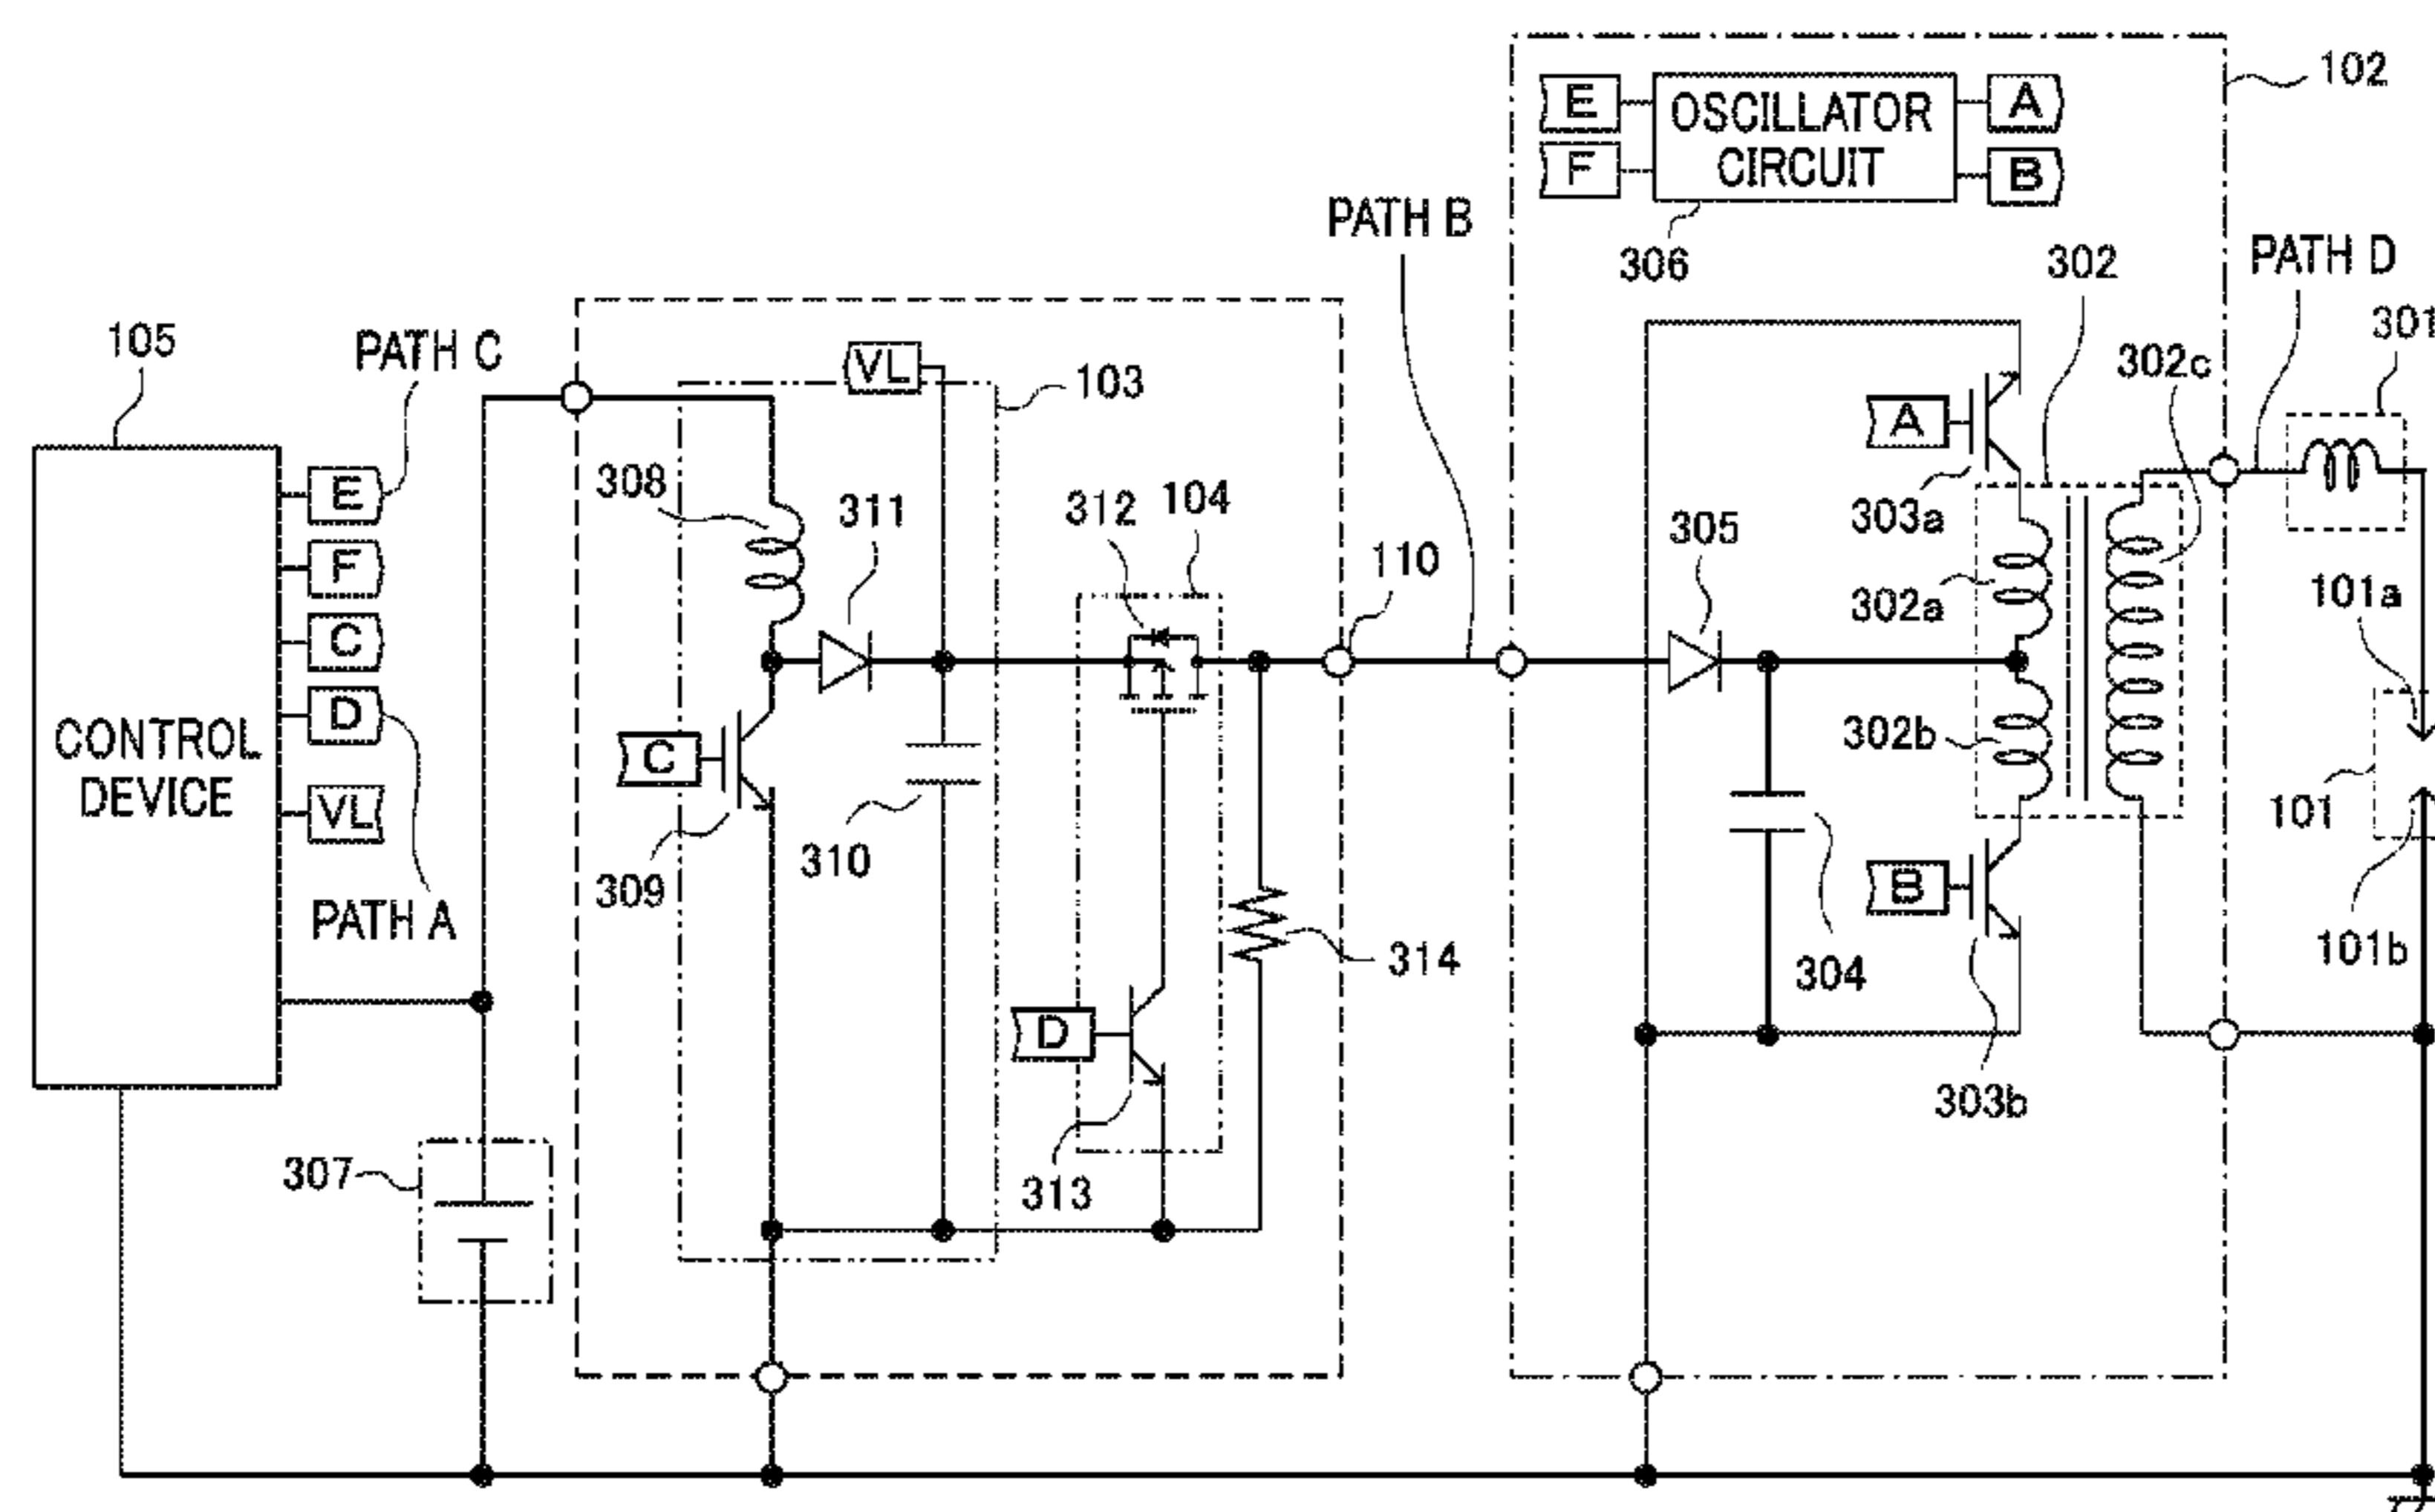 102
E
OSCILLATOR
CIRCUIT
A
F
B
PATH B
306
302
PATH D
105
PATH C
301
VL
103
302c
A
E
308
311
312
104
303a
F
305
110
302a
101a
C
D
CONTROL
DEVICE
C
302b
101
VL
310
309
B
PATH A
314
304
101b
D
303b
307
313